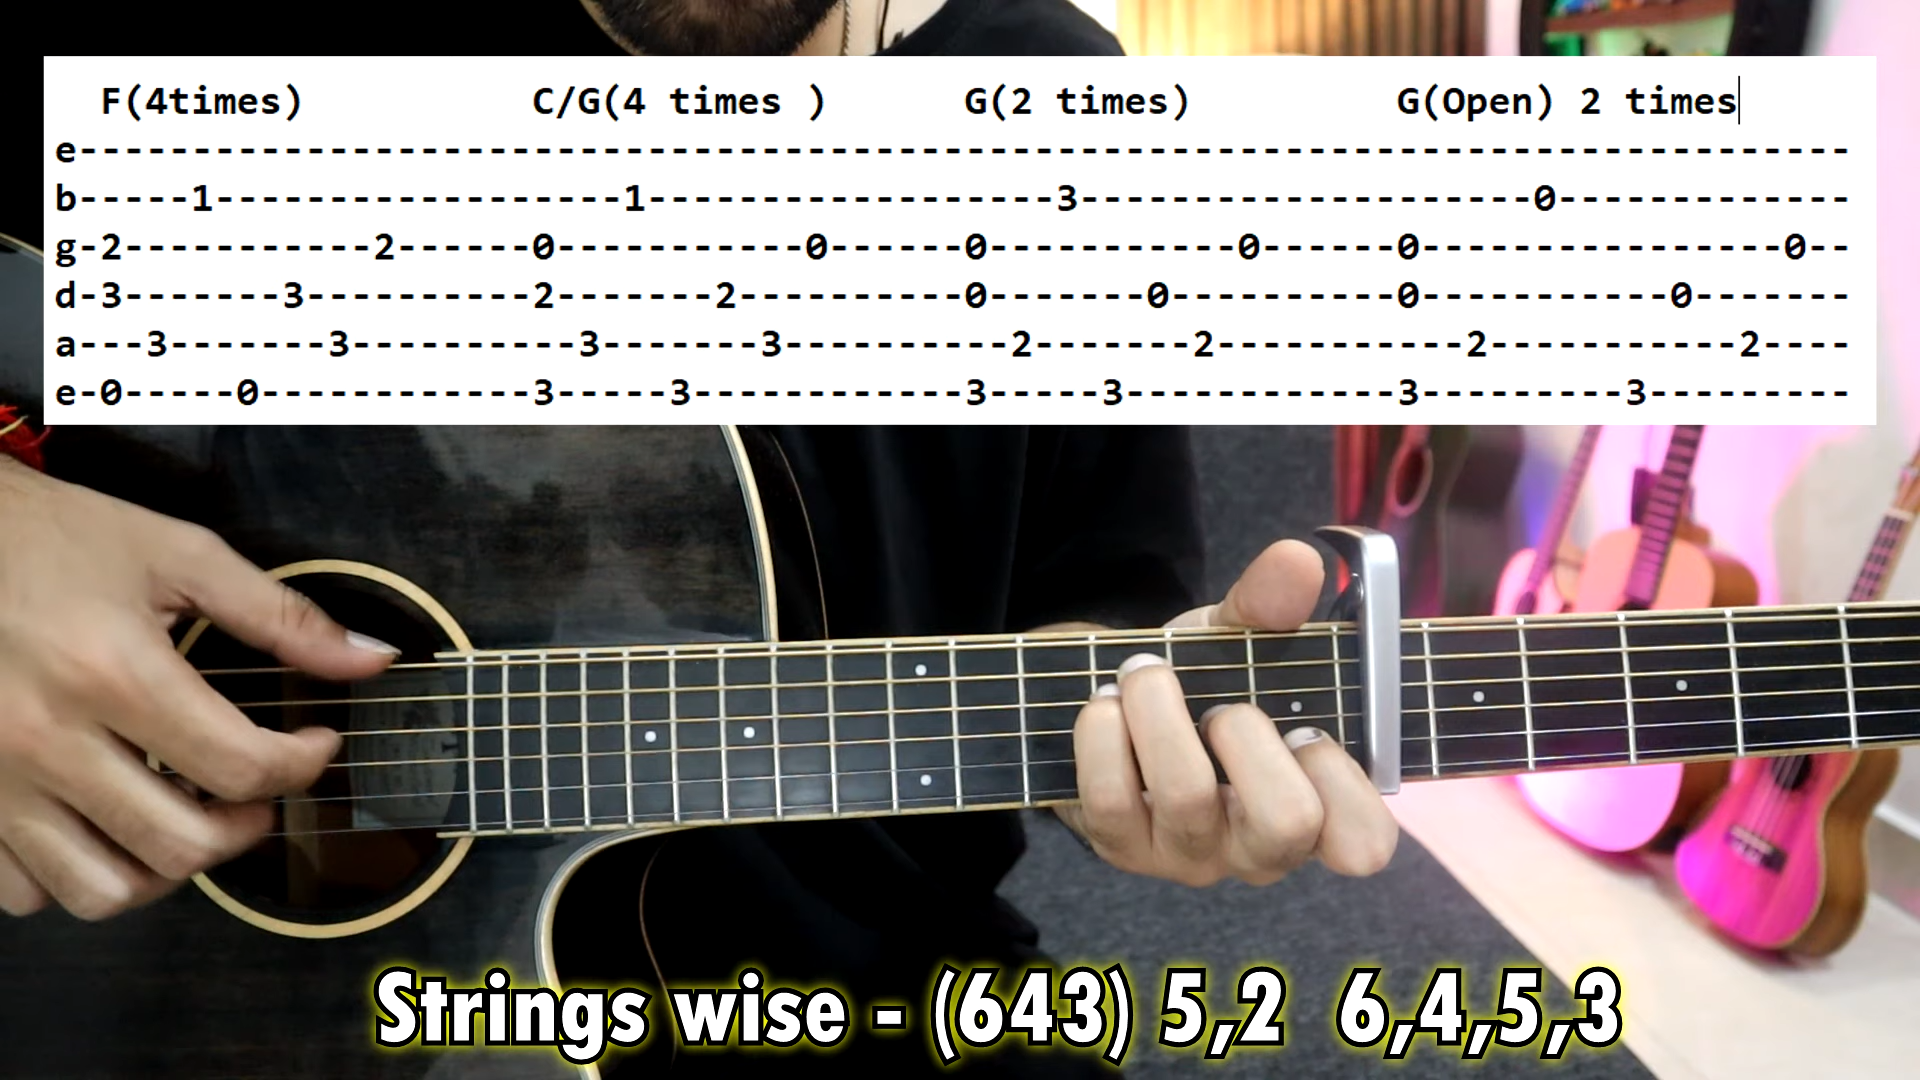 F(4times) C/G(4 times ) G(2 times) G(Open) 2 times
e------------------------------------------------------------------------------
b-----1------------------1------------------3--------------------0-------------
g-2-----------2------0-----------0------0-----------0------0----------------0--
d-3-------3----------2-------2----------0-------0----------0-----------0-------
a---3-------3----------3-------3----------2-------2-----------2-----------2----
e-0-----0------------3-----3------------3-----3------------3---------3---------
Strings wise - (643) 5,2 6,4,5,3